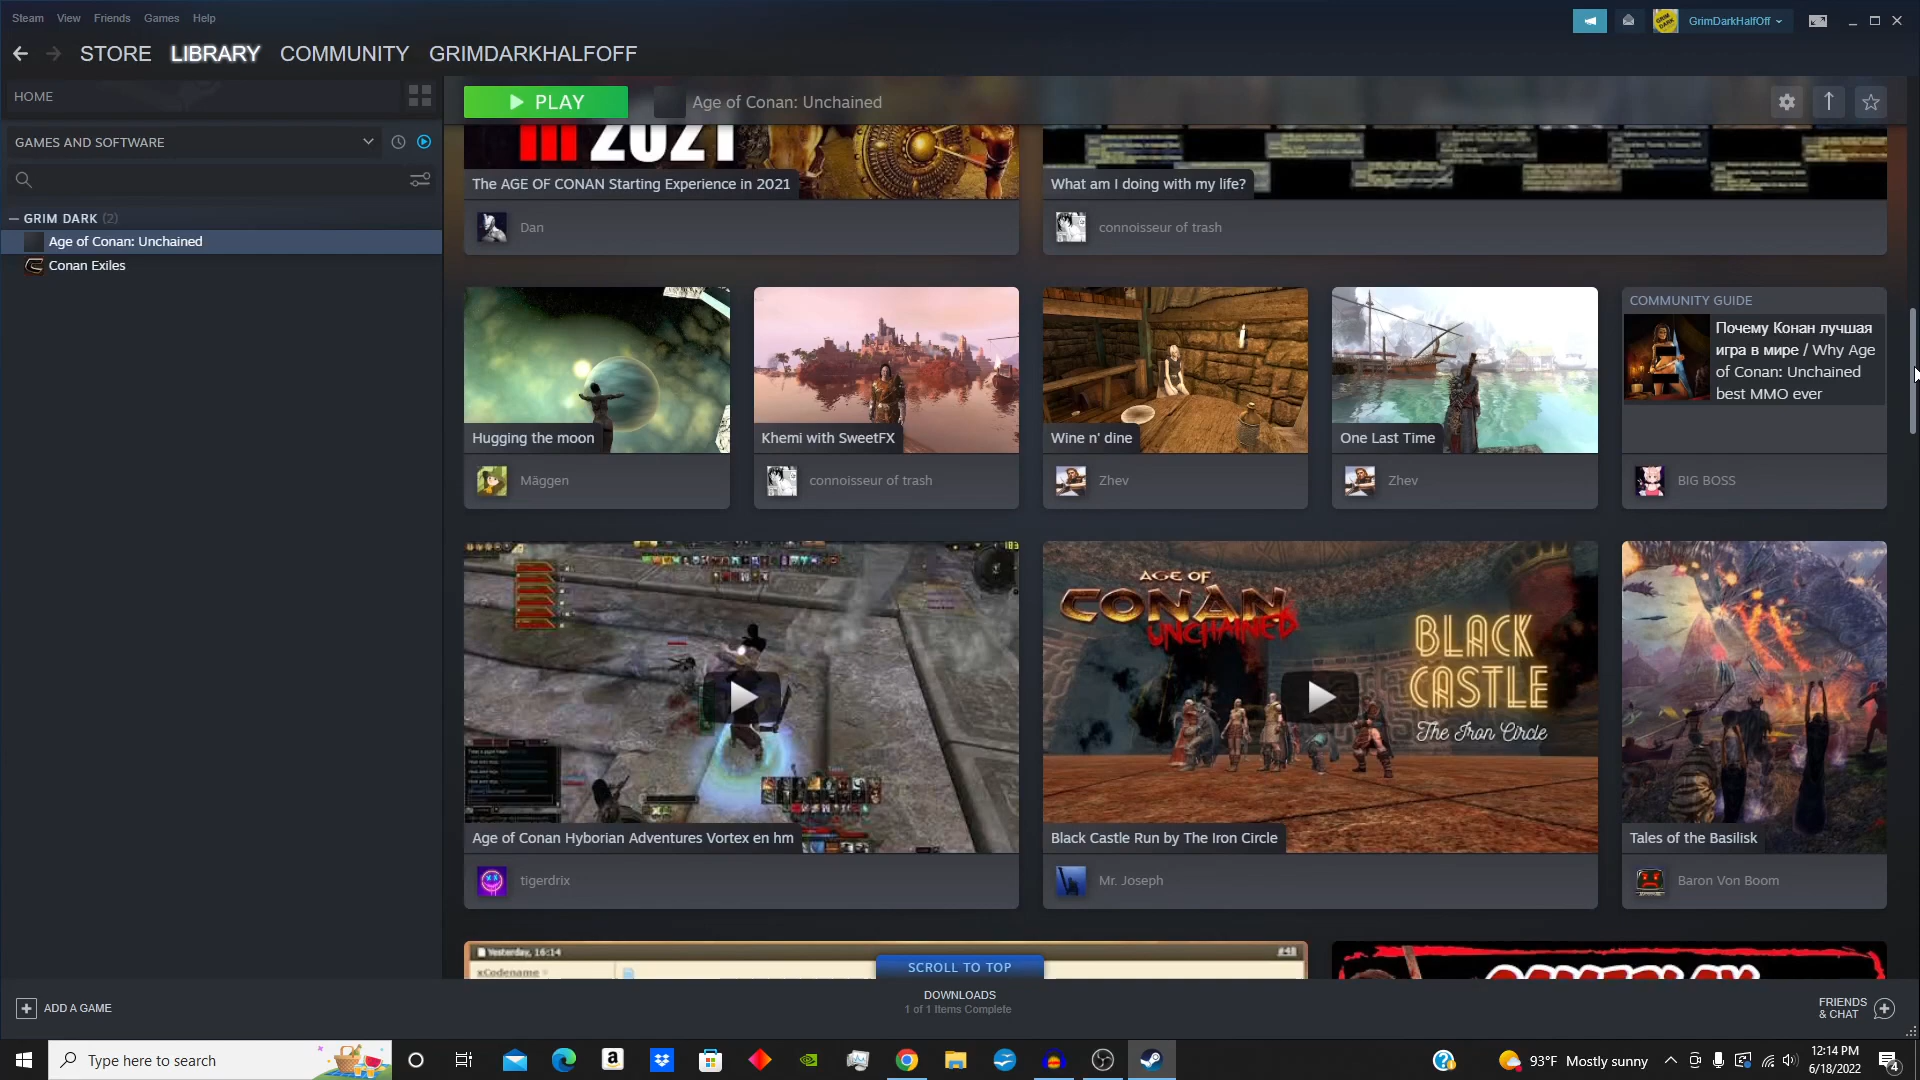 Steam View Friends Games Help
GrimDarkHalfOff
STORE LIBRARY COMMUNITY GRIMDARKHALFOFF
HOME
PLAY Age of Conan: Unchained
GAMES AND SOFTWARE
III 2021
The AGE OF CONAN Starting Experience in 2021
What am I doing with my life?
GRIM DARK (2)
Dan
connoisseur of trash
Age of Conan: Unchained
Conan Exiles
COMMUNITY GUIDE
Почему Конан лучшая
игра в мире / Why Age
of Conan: Unchained
best MMO ever
Hugging the moon
Khemi with SweetFX
Wine n' dine
One Last Time
Mäggen
connoisseur of trash
Zhev
Zhev
BIG BOSS
AGE OF
CONAN
UNCHAINED
BLACK
CASTLE
The Iron Circle
Age of Conan Hyborian Adventures Vortex en hm
Black Castle Run by The Iron Circle
Tales of the Basilisk
tigerdrix
Mr. Joseph
Baron Von Boom
Yesterday, 16:14 #48
xCodename
GAMEPLAY
SCROLL TO TOP
ADD A GAME
DOWNLOADS
1 of 1 Items Complete
FRIENDS
& CHAT
Type here to search
93°F Mostly sunny
12:14 PM
6/18/2022
4